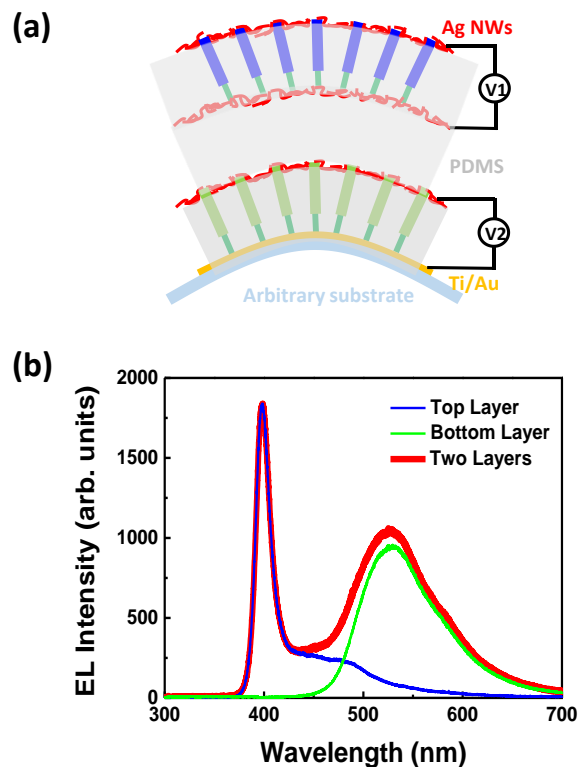 (a)
Ag NWs
V1
PDMS
V2
Ti/Au
Arbitrary substrate
(b)
2000
1500
1000
500
0
EL Intensity (arb. units)
Top Layer
Bottom Layer
Two Layers
300 400 500 600 700
Wavelength (nm)